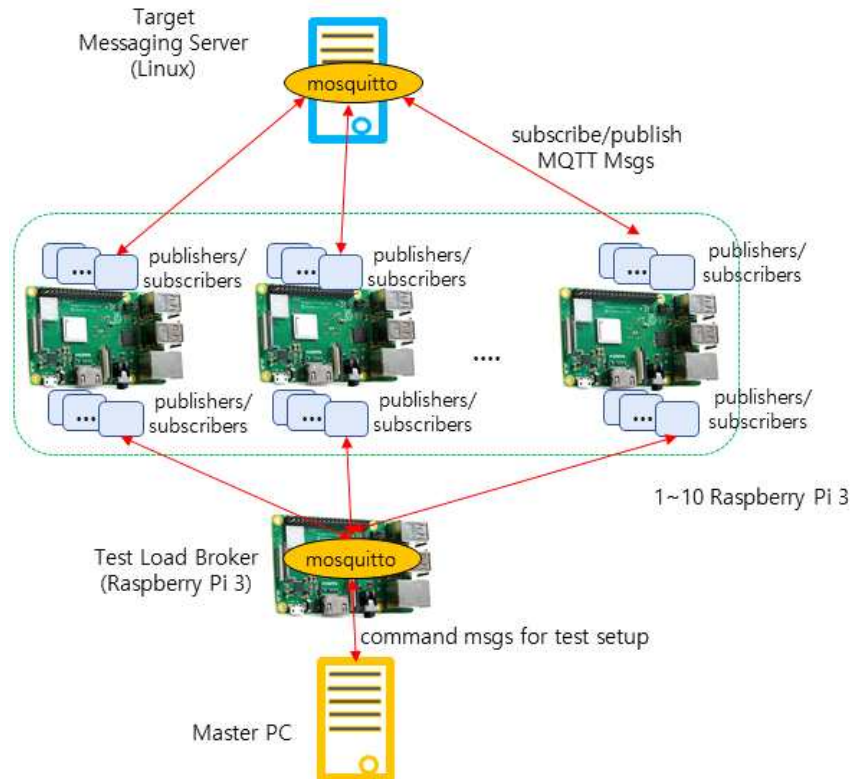 Target
Messaging Server
(Linux)
mosquitto
subscribe/publish
MQTT Msgs
publishers/
subscribers
publishers/
subscribers
publishers/
subscribers
....
publishers/
subscribers
publishers/
subscribers
publishers/
subscribers
1~10 Raspberry Pi 3
Test Load Broker
(Raspberry Pi 3)
mosquitto
command msgs for test setup
Master PC